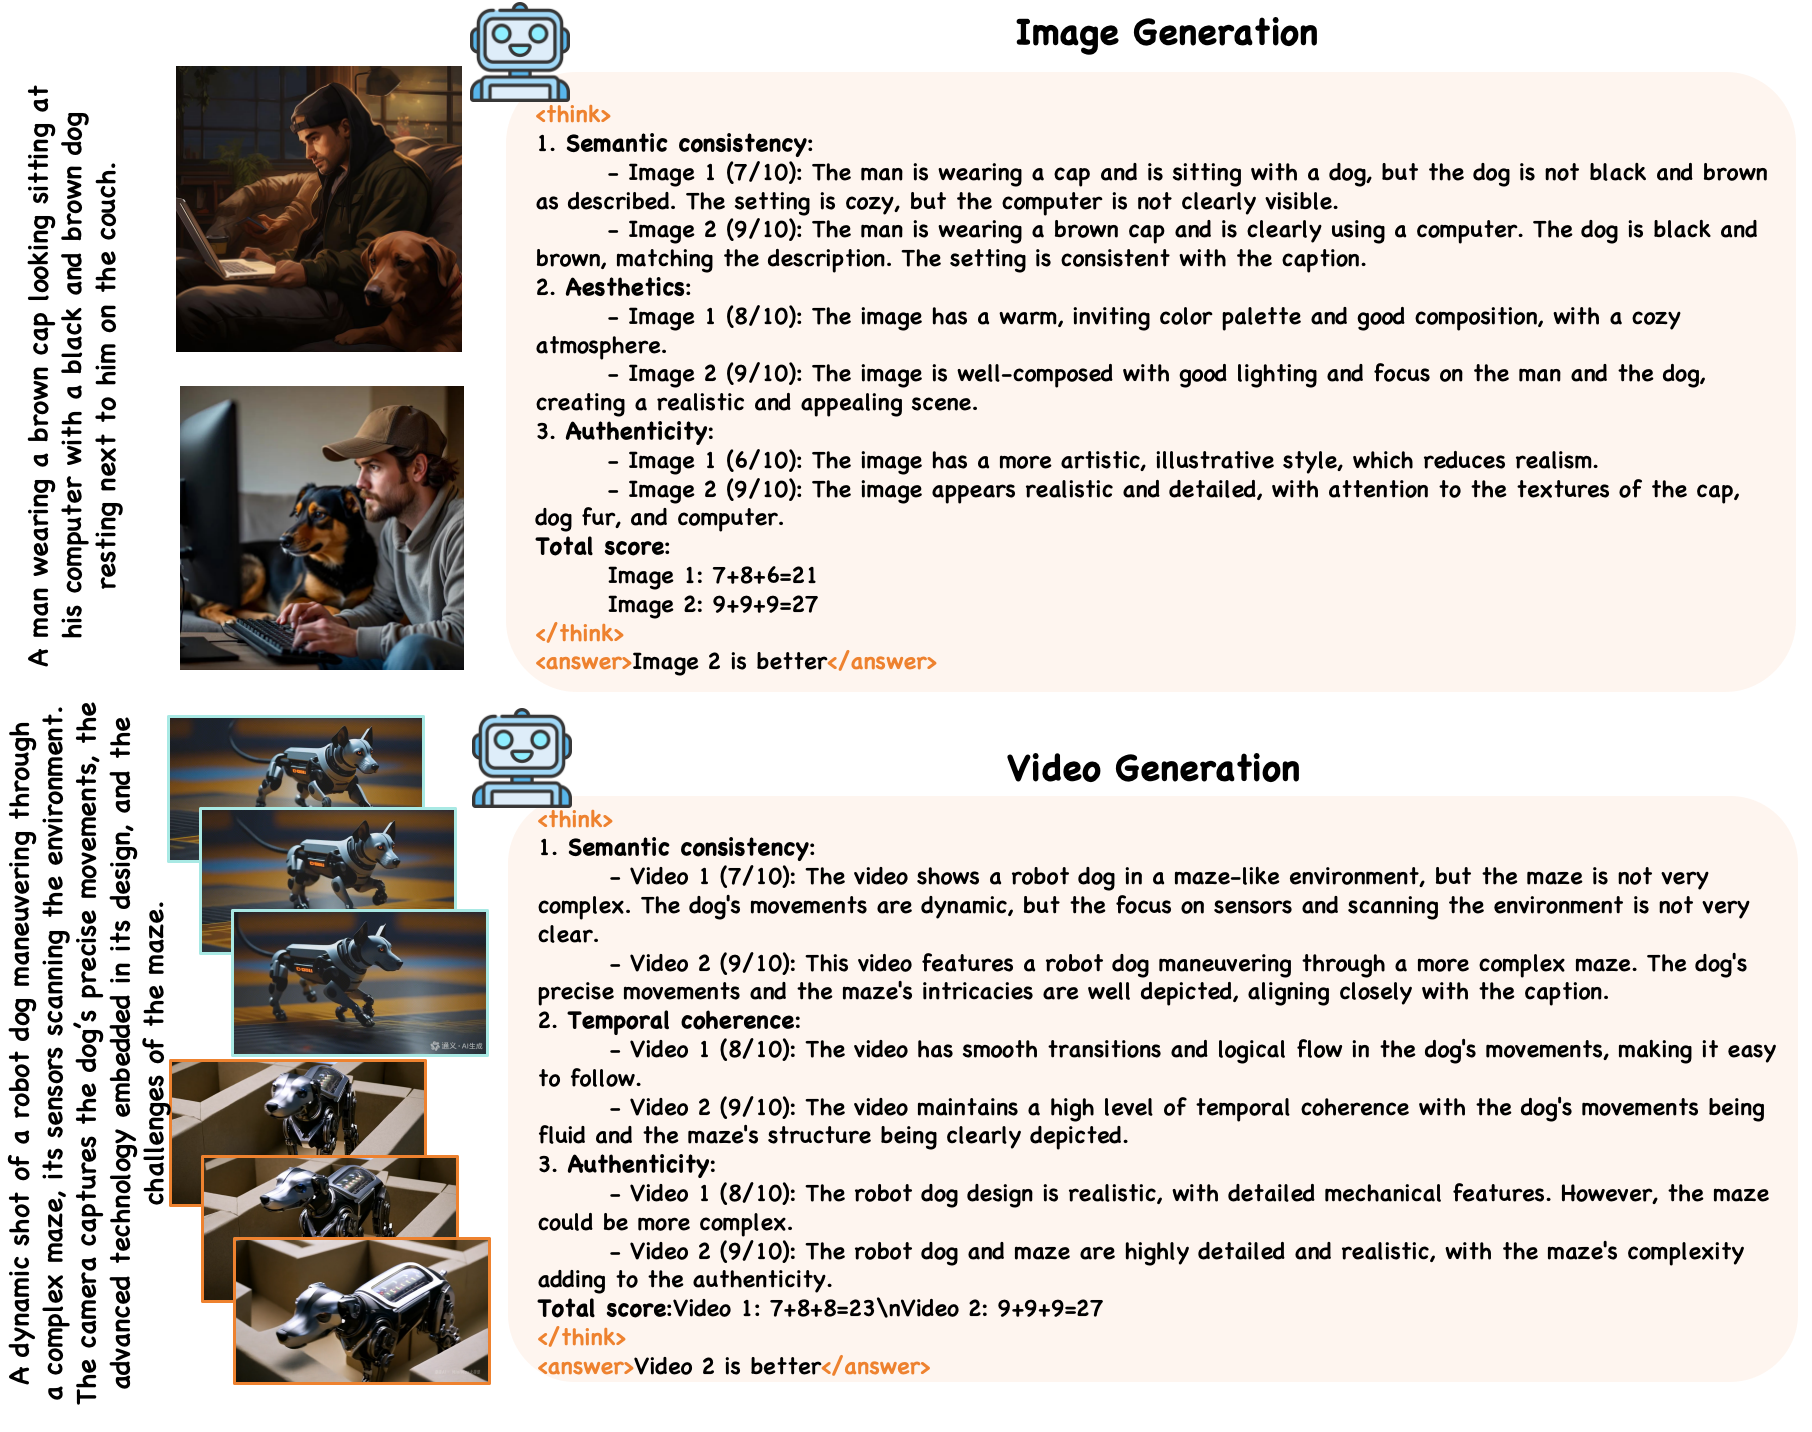 Image Generation
A man wearing a brown cap looking sitting at
his computer with a black and brown dog
resting next to him on the couch.
<think>
1. Semantic consistency:
- Image 1 (7/10): The man is wearing a cap and is sitting with a dog, but the dog is not black and brown
as described. The setting is cozy, but the computer is not clearly visible.
- Image 2 (9/10): The man is wearing a brown cap and is clearly using a computer. The dog is black and
brown, matching the description. The setting is consistent with the caption.
2. Aesthetics:
- Image 1 (8/10): The image has a warm, inviting color palette and good composition, with a cozy
atmosphere.
- Image 2 (9/10): The image is well-composed with good lighting and focus on the man and the dog,
creating a realistic and appealing scene.
3. Authenticity:
- Image 1 (6/10): The image has a more artistic, illustrative style, which reduces realism.
- Image 2 (9/10): The image appears realistic and detailed, with attention to the textures of the cap,
dog fur, and computer.
Total score:
Image 1: 7+8+6=21
Image 2: 9+9+9=27
</think>
<answer>Image 2 is better</answer>
Video Generation
A dynamic shot of a robot dog maneuvering through
a complex maze, its sensors scanning the environment.
The camera captures the dog's precise movements, the
advanced technology embedded in its design, and the
challenges of the maze.
通义·AI生成
<think>
1. Semantic consistency:
- Video 1 (7/10): The video shows a robot dog in a maze-like environment, but the maze is not very
complex. The dog's movements are dynamic, but the focus on sensors and scanning the environment is not very
clear.
- Video 2 (9/10): This video features a robot dog maneuvering through a more complex maze. The dog's
precise movements and the maze's intricacies are well depicted, aligning closely with the caption.
2. Temporal coherence:
- Video 1 (8/10): The video has smooth transitions and logical flow in the dog's movements, making it easy
to follow.
- Video 2 (9/10): The video maintains a high level of temporal coherence with the dog's movements being
fluid and the maze's structure being clearly depicted.
3. Authenticity:
- Video 1 (8/10): The robot dog design is realistic, with detailed mechanical features. However, the maze
could be more complex.
- Video 2 (9/10): The robot dog and maze are highly detailed and realistic, with the maze's complexity
adding to the authenticity.
Total score:Video 1: 7+8+8=23\nVideo 2: 9+9+9=27
</think>
<answer>Video 2 is better</answer>